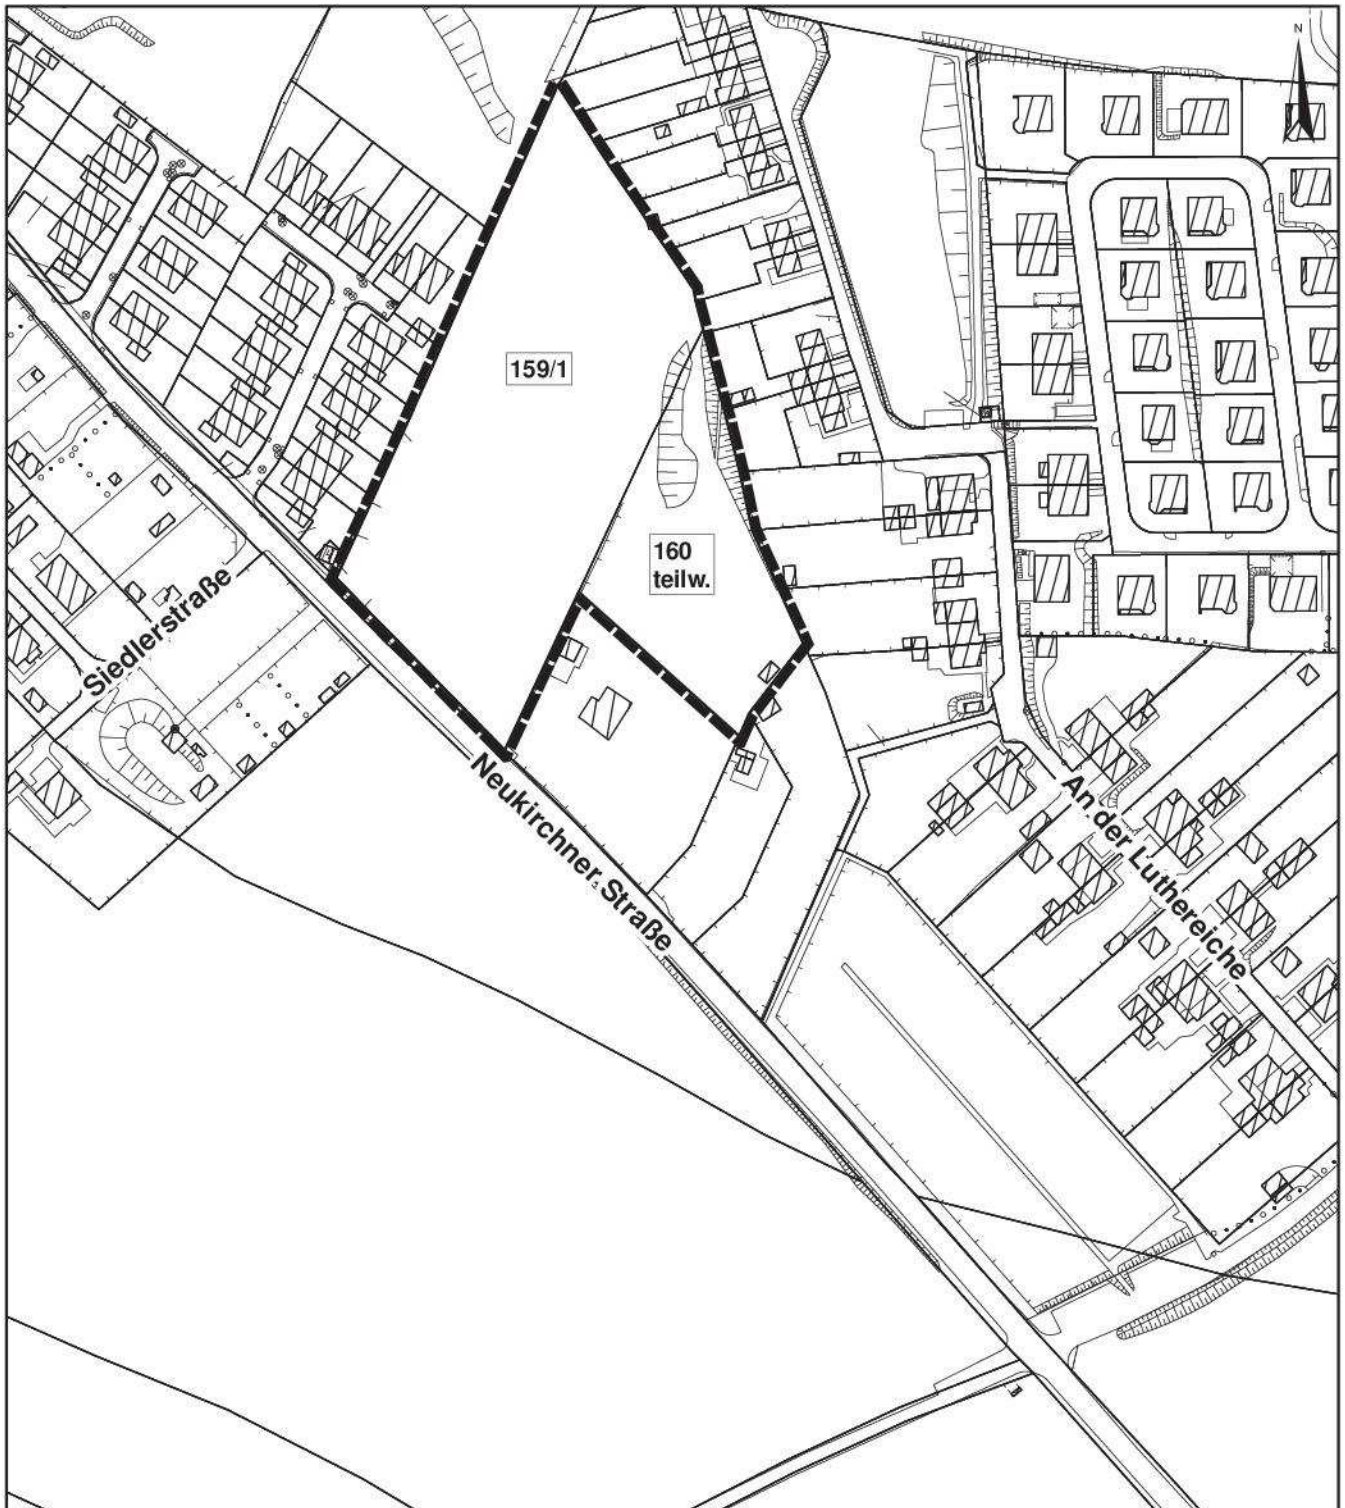 N
159/1
160
teilw.
Siedlerstraße
Neukirchner Straße
An der Luthereiche